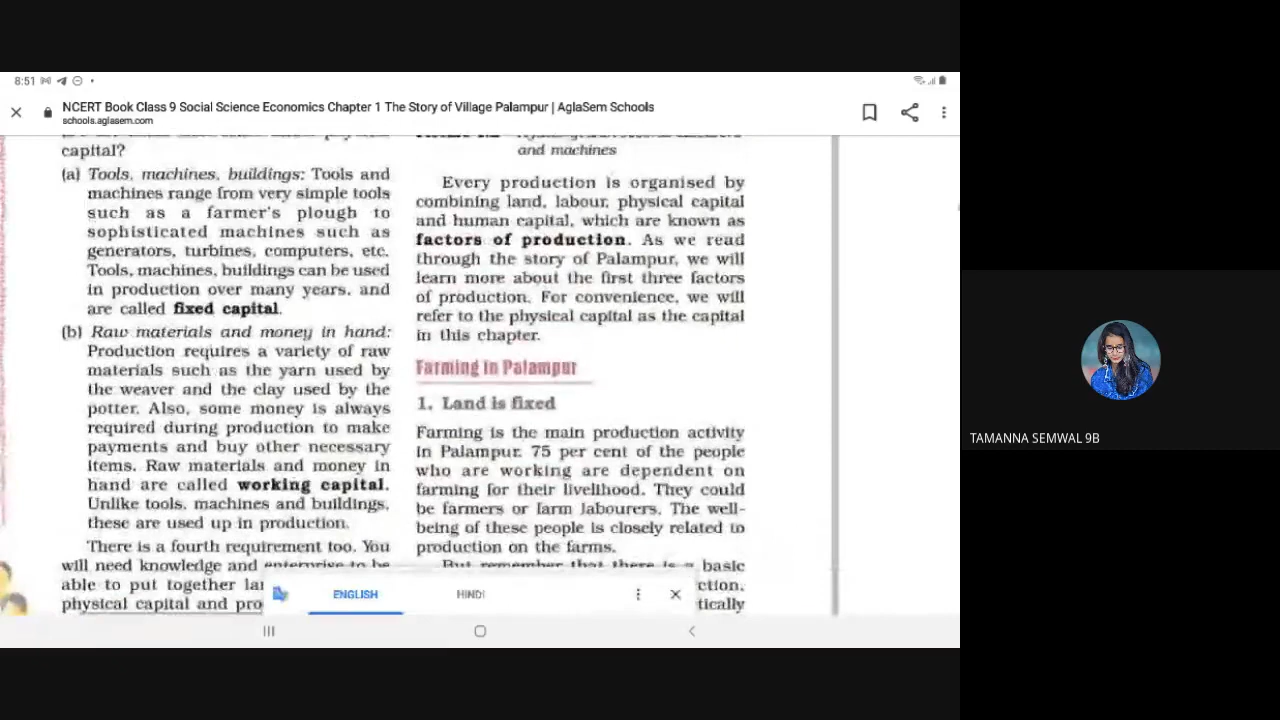 8:51
NCERT Book Class 9 Social Science Economics Chapter 1 The Story of Village Palampur | AglaSem Schools
schools.aglasem.com
capital?
(a) Tools, machines, buildings: Tools and
machines range from very simple tools
such as a farmer's plough to
sophisticated machines such as
generators, turbines, computers, etc.
Tools, machines, buildings can be used
in production over many years, and
are called fixed capital.
(b) Raw materials and money in hand:
Production requires a variety of raw
materials such as the yarn used by
the weaver and the clay used by the
potter. Also, some money is always
required during production to make
payments and buy other necessary
items. Raw materials and money in
hand are called working capital.
Unlike tools, machines and buildings,
these are used up in production.
There is a fourth requirement too. You
will need knowledge and enterprise to be
able to put together
physical capital and
and machines
Every production is organised by
combining land, labour, physical capital
and human capital, which are known as
factors of production. As we read
through the story of Palampur, we will
learn more about the first three factors
of production. For convenience, we will
refer to the physical capital as the capital
in this chapter.
Farming in Palampur
1. Land is fixed
Farming is the main production activity
in Palampur. 75 per cent of the people
who are working are dependent on
farming for their livelihood. They could
be farmers or farm labourers. The well-
being of these people is closely related to
production on the farms.
But remember that there is a basic
ENGLISH
HINDI
TAMANNA SEMWAL 9B